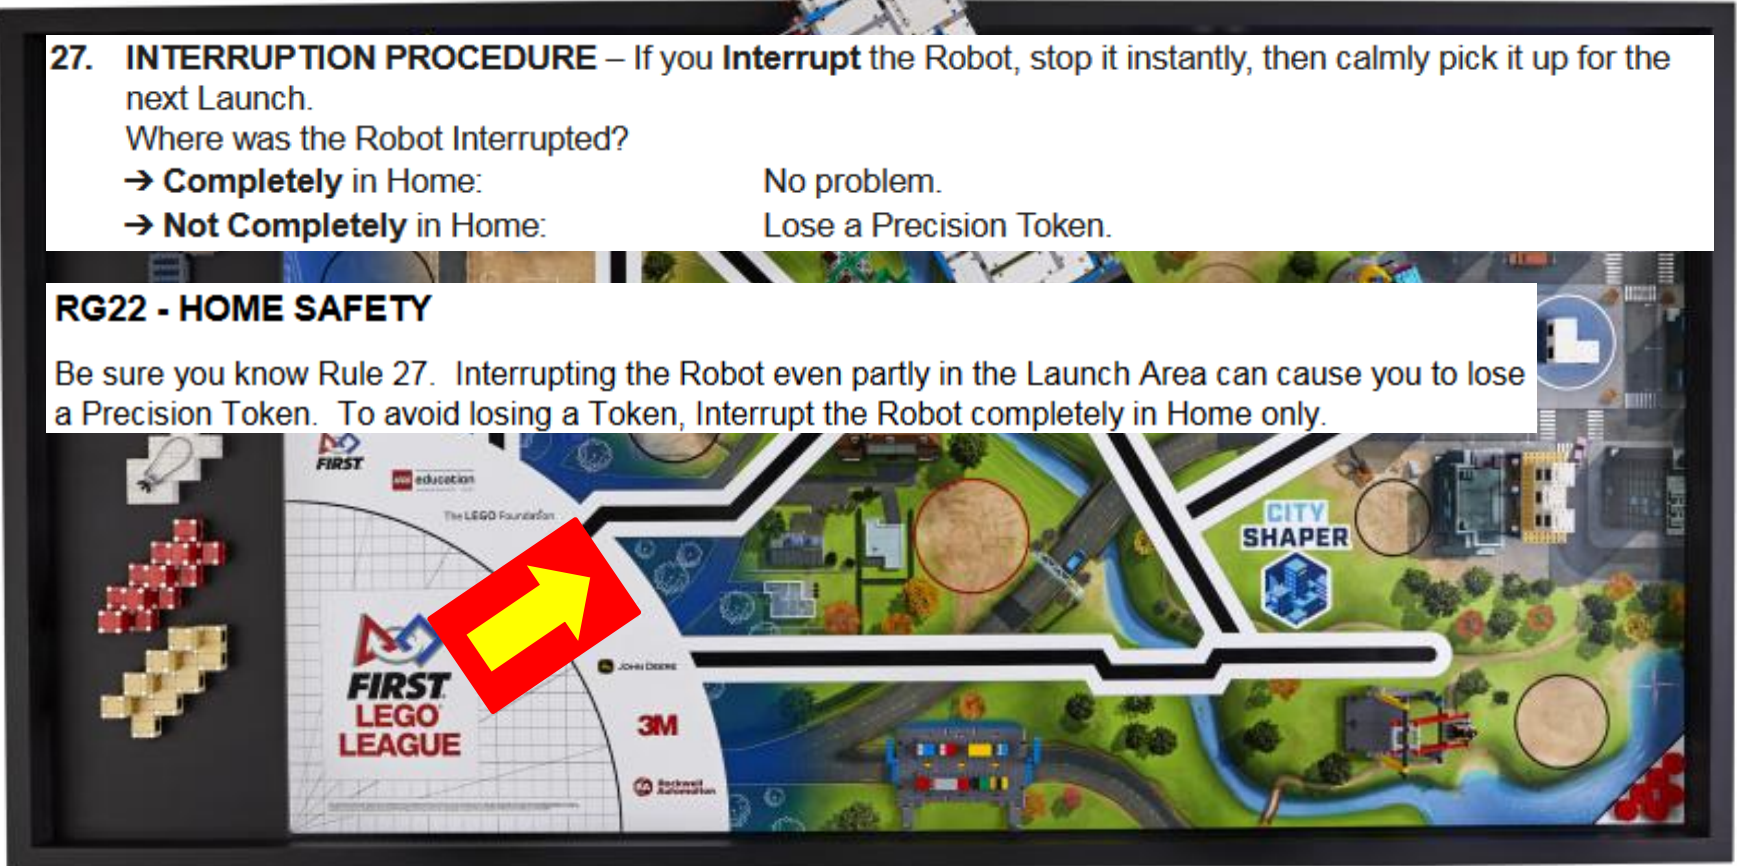 27. INTERRUPTION PROCEDURE – If you Interrupt the Robot, stop it instantly, then calmly pick it up for the
next Launch.
Where was the Robot Interrupted?
➔ Completely in Home: No problem.
➔ Not Completely in Home: Lose a Precision Token.
RG22 - HOME SAFETY
Be sure you know Rule 27. Interrupting the Robot even partly in the Launch Area can cause you to lose
a Precision Token. To avoid losing a Token, Interrupt the Robot completely in Home only.
FIRST
education
The LEGO Foundation
CITY
SHAPER
FIRST
LEGO
LEAGUE
JOHN DEERE
3M
Rockwell
Automation